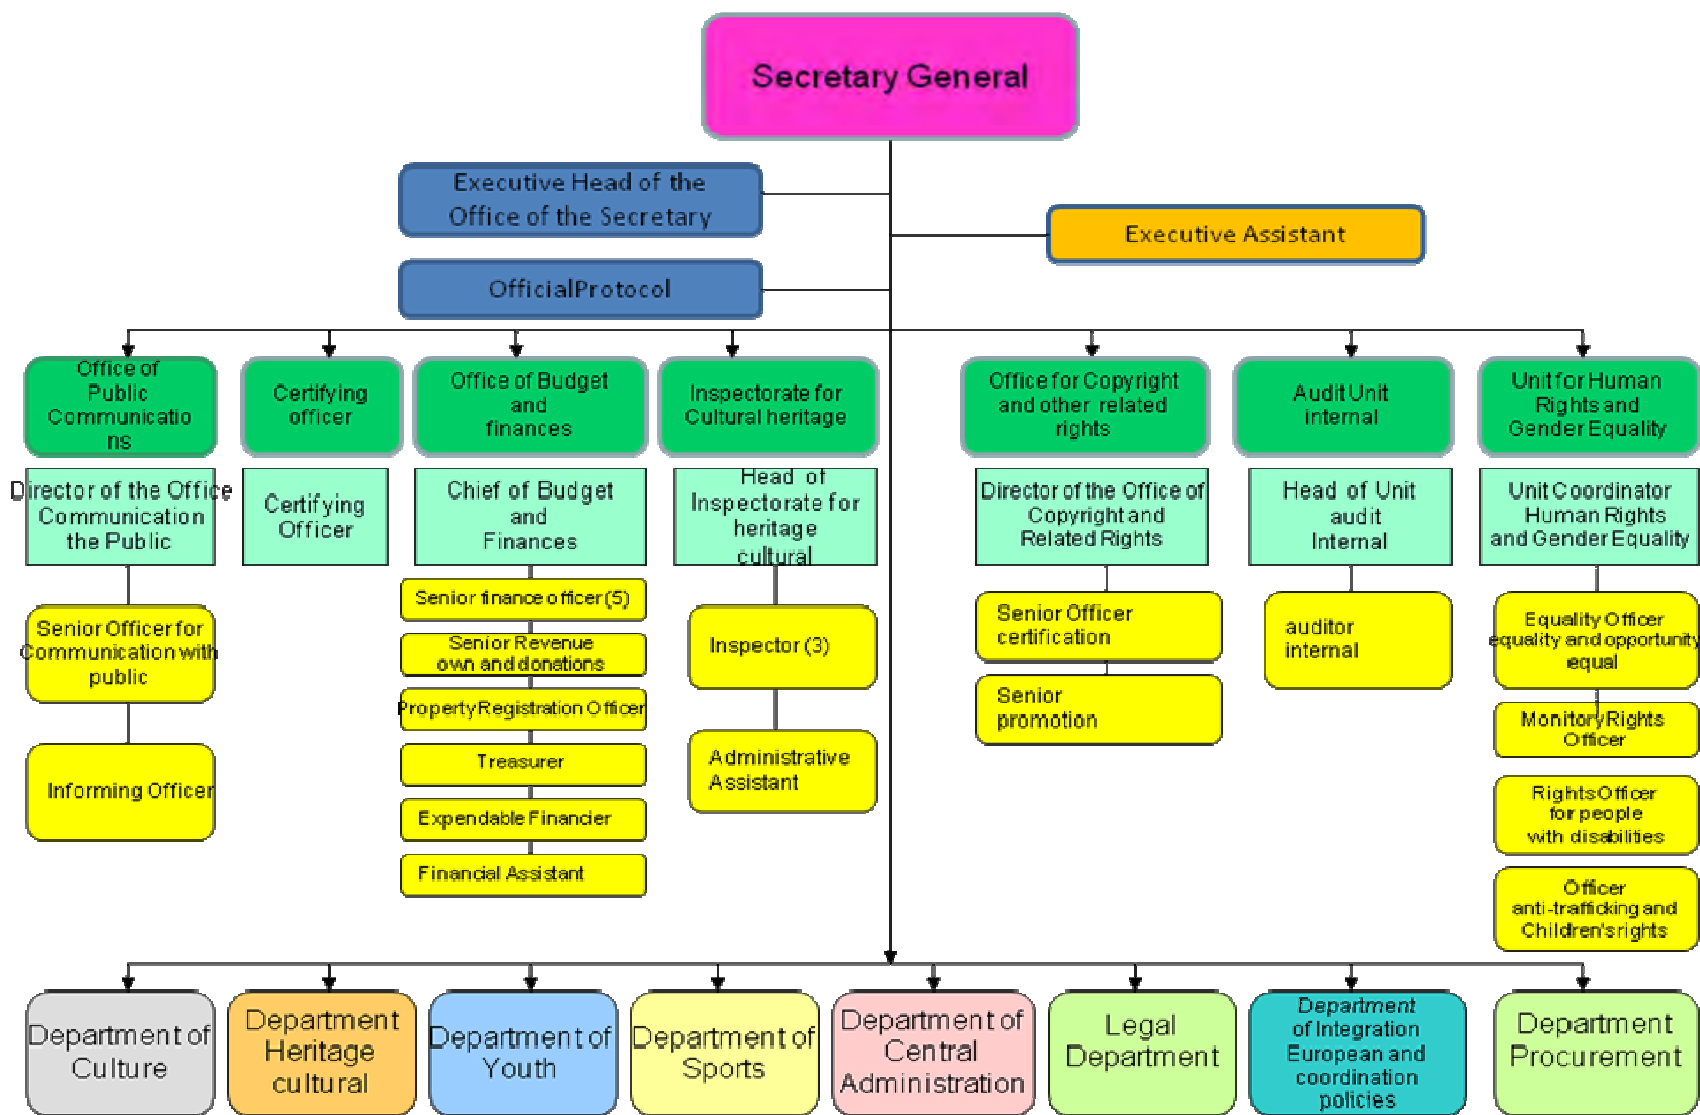 Secretary General
Executive Head of the
Office of the Secretary
Executive Assistant
OfficialProtocol
Office of
Public
Communicatio
ns
Certifying
officer
Office of Budget
and
finances
Inspectorate for
Cultural heritage
Office for Copyright
and other related
rights
Audit Unit
internal
Unit for Human
Rights and
Gender Equality
Director of the Office
Communication
the Public
Certifying
Officer
Chief of Budget
and
Finances
Head of
Inspectorate for
heritage
cultural
Director of the Office of
Copyright and
Related Rights
Head of Unit
audit
Internal
Unit Coordinator
Human Rights
and Gender Equality
Senior Officer for
Communication with
public
Informing Officer
Senior finance officer (5)
Senior Revenue
own and donations
Property Registration Officer
Treasurer
Expendable Financier
Financial Assistant
Inspector (3)
Administrative
Assistant
Senior Officer
certification
Senior
promotion
auditor
internal
Equality Officer
equality and opportunity
equal
Monitory Rights
Officer
Rights Officer
for people
with disabilities
Officer
anti-trafficking and
Children's rights
Department of
Culture
Department
Heritage
cultural
Department of
Youth
Department of
Sports
Department of
Central
Administration
Legal
Department
Department
of Integration
European and
coordination
policies
Department
Procurement